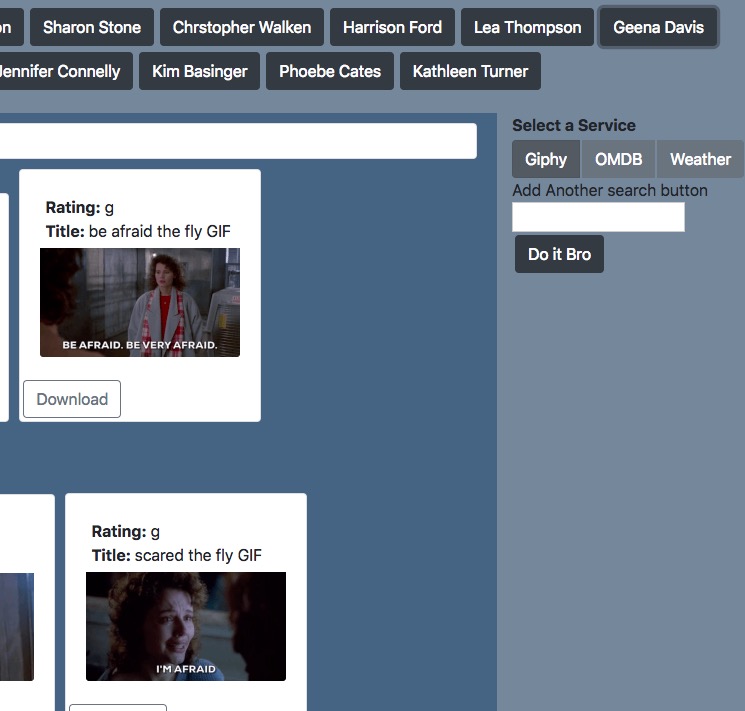 on Sharon Stone Chrstopher Walken Harrison Ford Lea Thompson Geena Davis
Jennifer Connelly Kim Basinger Phoebe Cates Kathleen Turner
Select a Service
Giphy OMDB Weather
Add Another search button
Do it Bro
Rating: g
Title: be afraid the fly GIF
BE AFRAID. BE VERY AFRAID.
Download
Rating: g
Title: scared the fly GIF
I'M AFRAID